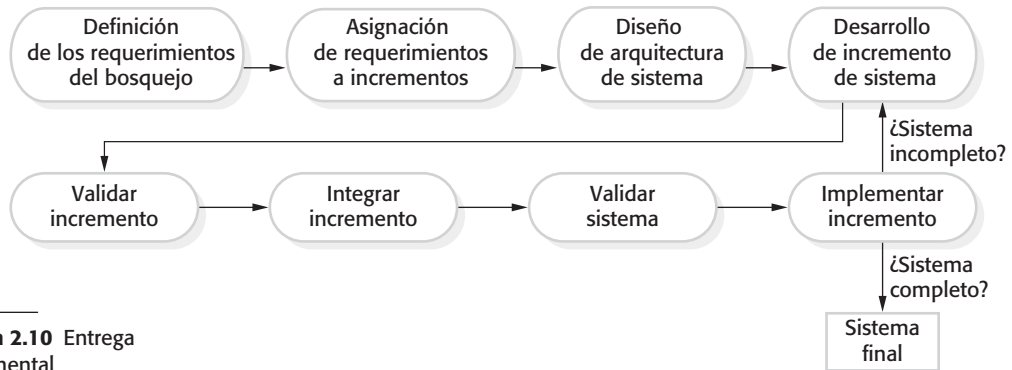 Definición
de los requerimientos
del bosquejo
Asignación
de requerimientos
a incrementos
Diseño
de arquitectura
de sistema
Desarrollo
de incremento
de sistema
¿Sistema
incompleto?
Validar
incremento
Integrar
incremento
Validar
sistema
Implementar
incremento
¿Sistema
completo?
Sistema
final
2.10 Entrega